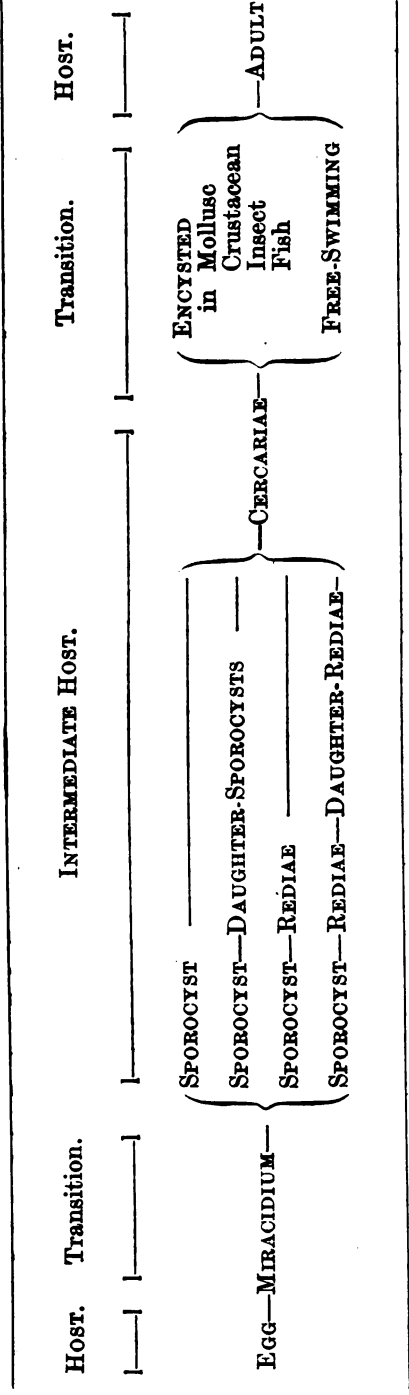 HOST. Transition. INTERMEDIATE HOST. Transition. HOST.
EGG—MIRACIDIUM—
SPOROCYST
SPOROCYST—DAUGHTER-SPOROCYSTS
SPOROCYST—REDIAE
SPOROCYST—REDIAE—DAUGHTER-REDIAE—
—CERCARIAE—
ENCYSTED
in Mollusc
Crustacean
Insect
Fish
FREE-SWIMMING
—ADULT